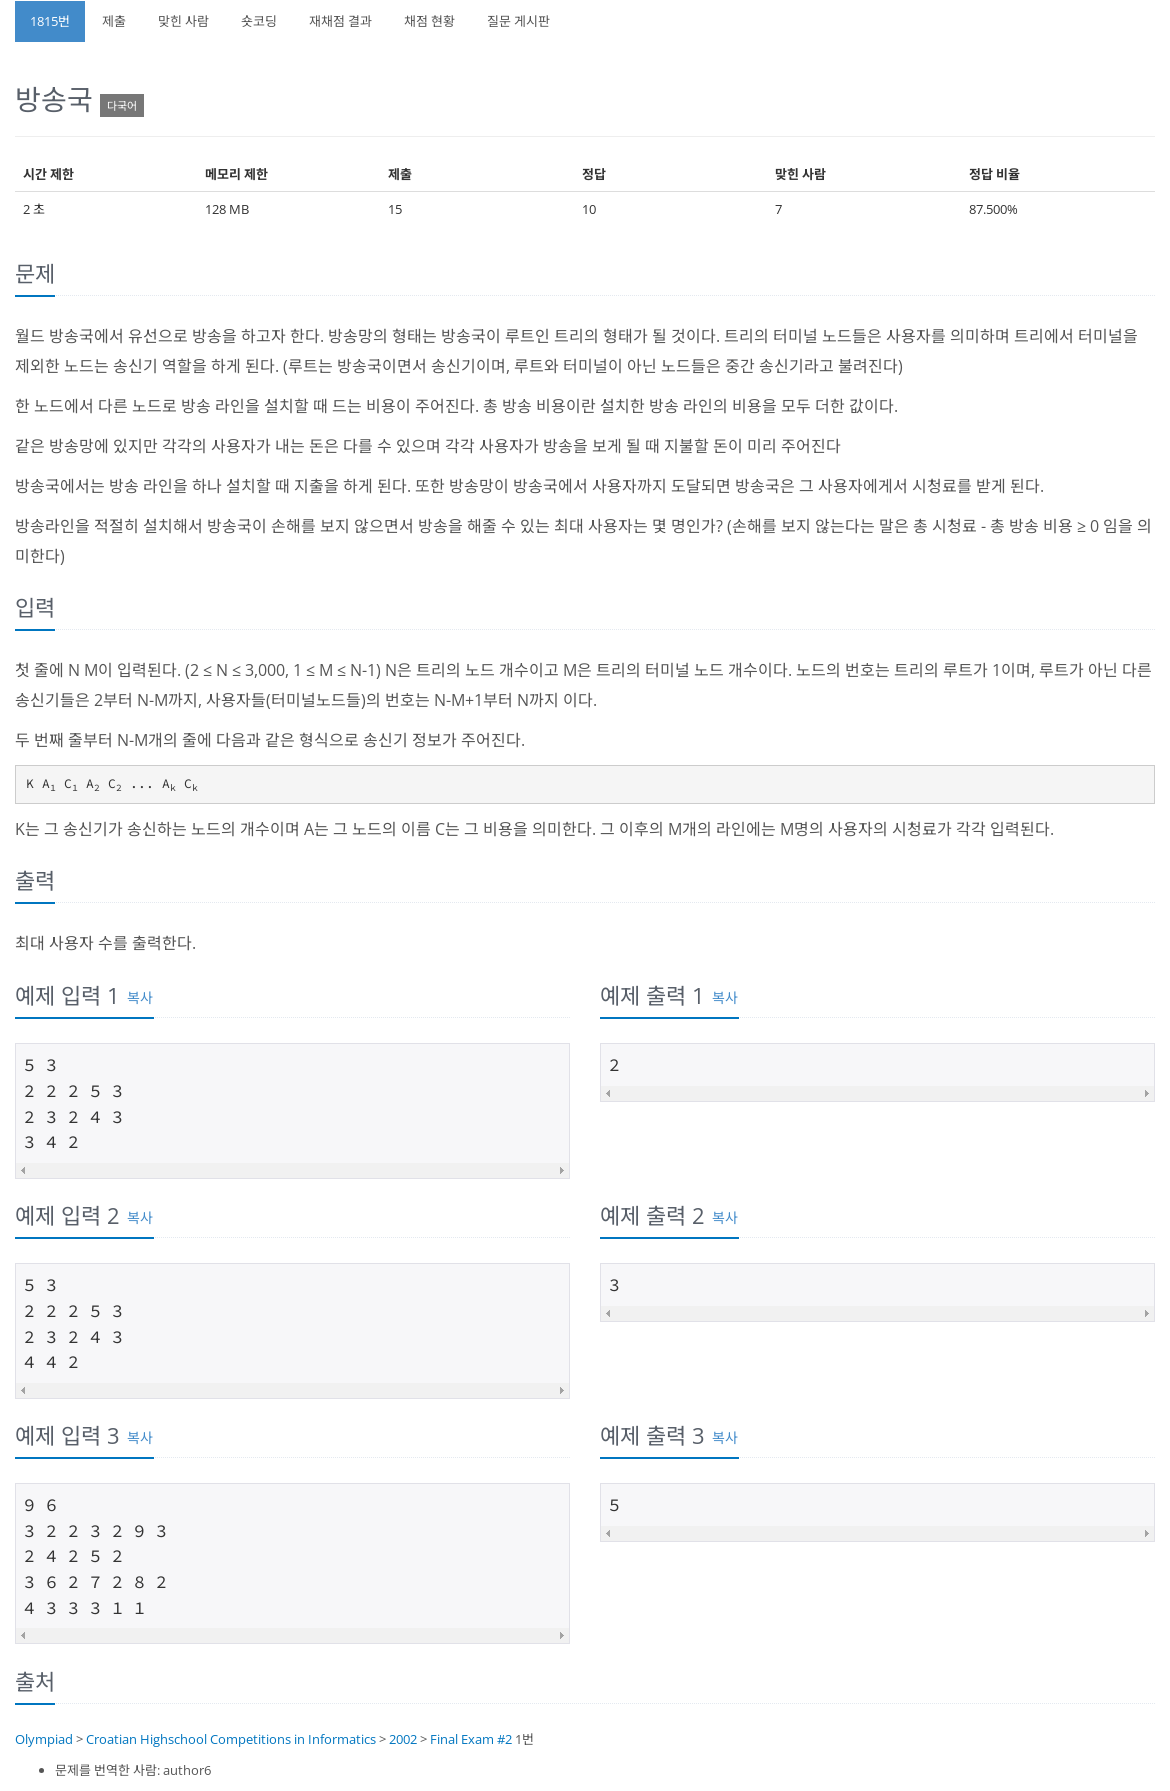 1815번 제출 맞힌 사람 숏코딩 재채점 결과 채점 현황 질문 게시판
방송국 다국어
시간 제한 메모리 제한 제출 정답 맞힌 사람 정답 비율
2 초 128 MB 15 10 7 87.500%
문제
월드 방송국에서 유선으로 방송을 하고자 한다. 방송망의 형태는 방송국이 루트인 트리의 형태가 될 것이다. 트리의 터미널 노드들은 사용자를 의미하며 트리에서 터미널을
제외한 노드는 송신기 역할을 하게 된다. (루트는 방송국이면서 송신기이며, 루트와 터미널이 아닌 노드들은 중간 송신기라고 불려진다)
한 노드에서 다른 노드로 방송 라인을 설치할 때 드는 비용이 주어진다. 총 방송 비용이란 설치한 방송 라인의 비용을 모두 더한 값이다.
같은 방송망에 있지만 각각의 사용자가 내는 돈은 다를 수 있으며 각각 사용자가 방송을 보게 될 때 지불할 돈이 미리 주어진다
방송국에서는 방송 라인을 하나 설치할 때 지출을 하게 된다. 또한 방송망이 방송국에서 사용자까지 도달되면 방송국은 그 사용자에게서 시청료를 받게 된다.
방송라인을 적절히 설치해서 방송국이 손해를 보지 않으면서 방송을 해줄 수 있는 최대 사용자는 몇 명인가? (손해를 보지 않는다는 말은 총 시청료 - 총 방송 비용 ≥ 0 임을 의
미한다)
입력
첫 줄에 N M이 입력된다. (2 ≤ N ≤ 3,000, 1 ≤ M ≤ N-1) N은 트리의 노드 개수이고 M은 트리의 터미널 노드 개수이다. 노드의 번호는 트리의 루트가 1이며, 루트가 아닌 다른
송신기들은 2부터 N-M까지, 사용자들(터미널노드들)의 번호는 N-M+1부터 N까지 이다.
두 번째 줄부터 N-M개의 줄에 다음과 같은 형식으로 송신기 정보가 주어진다.
K A1 C1 A2 C2 ... Ak Ck
K는 그 송신기가 송신하는 노드의 개수이며 A는 그 노드의 이름 C는 그 비용을 의미한다. 그 이후의 M개의 라인에는 M명의 사용자의 시청료가 각각 입력된다.
출력
최대 사용자 수를 출력한다.
예제 입력 1 복사
5 3
2 2 2 5 3
2 3 2 4 3
3 4 2
예제 출력 1 복사
2
예제 입력 2 복사
5 3
2 2 2 5 3
2 3 2 4 3
4 4 2
예제 출력 2 복사
3
예제 입력 3 복사
9 6
3 2 2 3 2 9 3
2 4 2 5 2
3 6 2 7 2 8 2
4 3 3 3 1 1
예제 출력 3 복사
5
출처
Olympiad > Croatian Highschool Competitions in Informatics > 2002 > Final Exam #2 1번
• 문제를 번역한 사람: author6